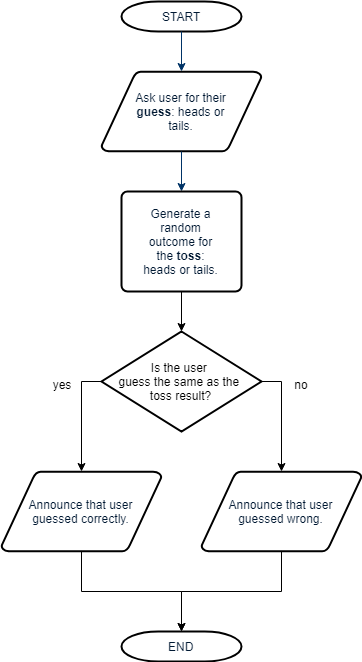 START
Ask user for their
guess: heads or
tails.
Generate a
random
outcome for
the toss:
heads or tails.
Is the user
guess the same as the
toss result?
yes
no
Announce that user
guessed correctly.
Announce that user
guessed wrong.
END